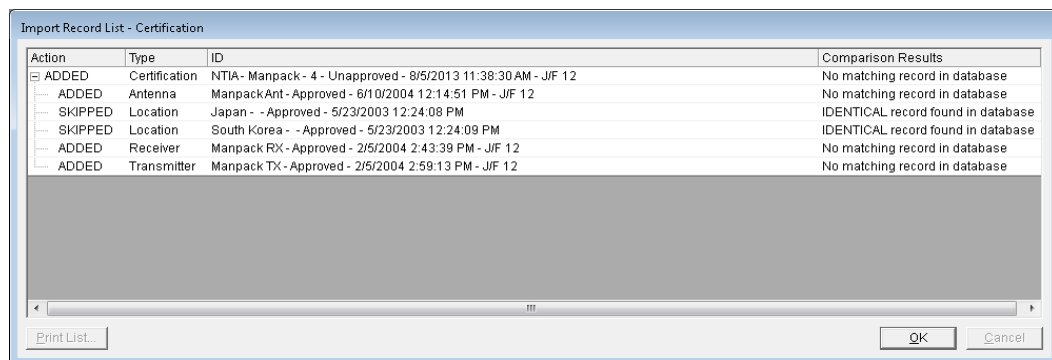 Import Record List - Certification
Action Type ID Comparison Results
ADDED Certification NTIA - Manpack - 4 - Unapproved - 8/5/2013 11:38:30 AM - J/F 12 No matching record in database
ADDED Antenna Manpack Ant - Approved - 6/10/2004 12:14:51 PM - J/F 12 No matching record in database
SKIPPED Location Japan - - Approved - 5/23/2003 12:24:08 PM IDENTICAL record found in database
SKIPPED Location South Korea - - Approved - 5/23/2003 12:24:09 PM IDENTICAL record found in database
ADDED Receiver Manpack RX - Approved - 2/5/2004 2:43:39 PM - J/F 12 No matching record in database
ADDED Transmitter Manpack TX - Approved - 2/5/2004 2:59:13 PM - J/F 12 No matching record in database
Print List... OK Cancel